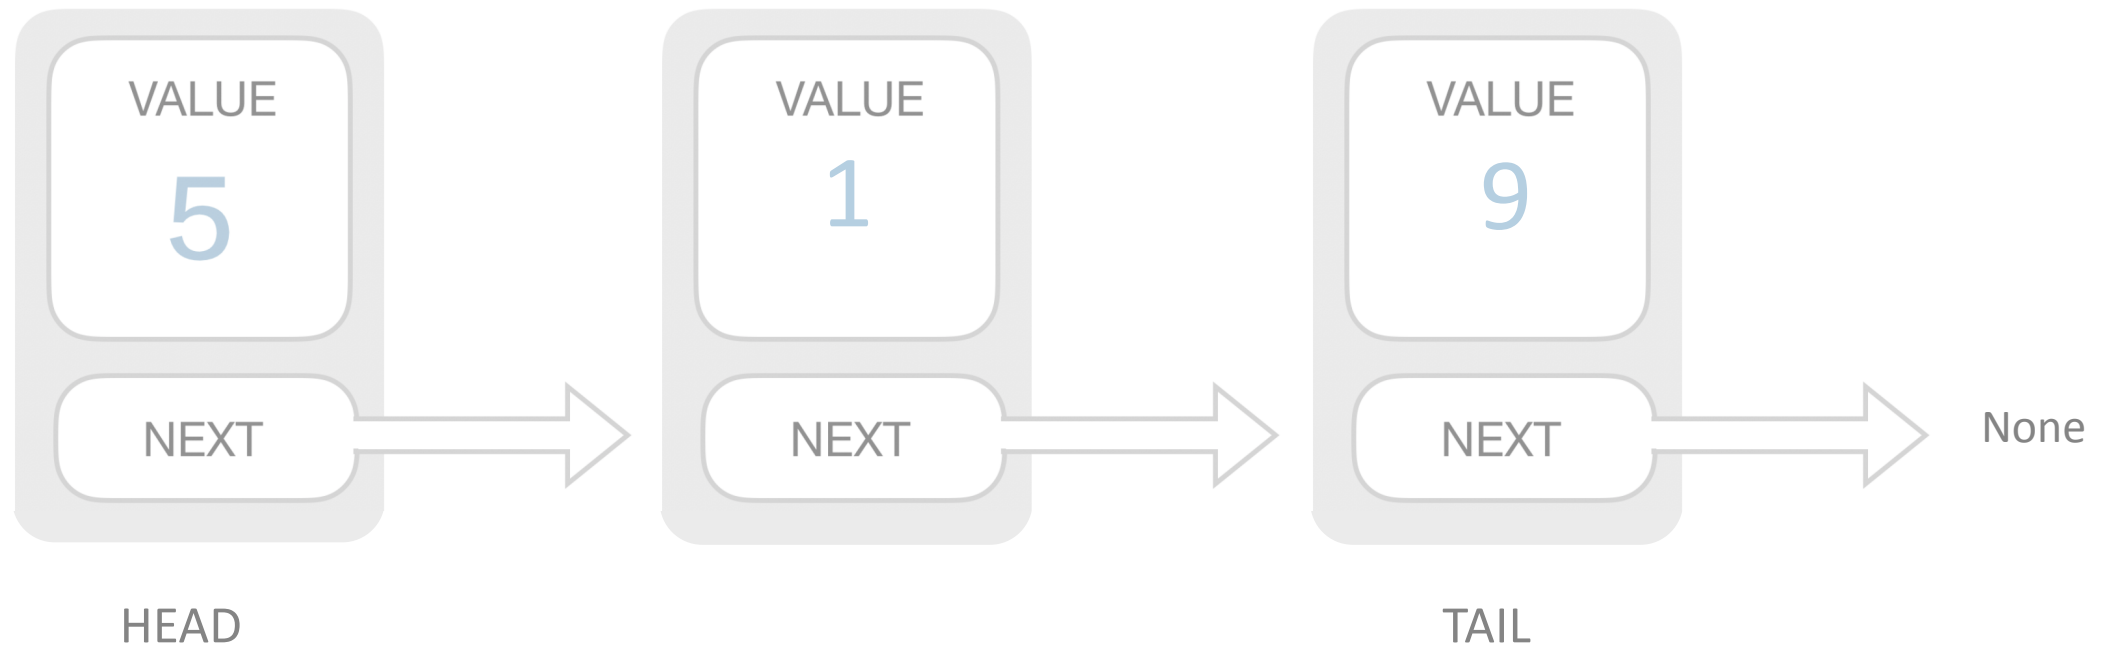 VALUE
5
NEXT
HEAD
VALUE
1
NEXT
VALUE
9
NEXT
TAIL
None